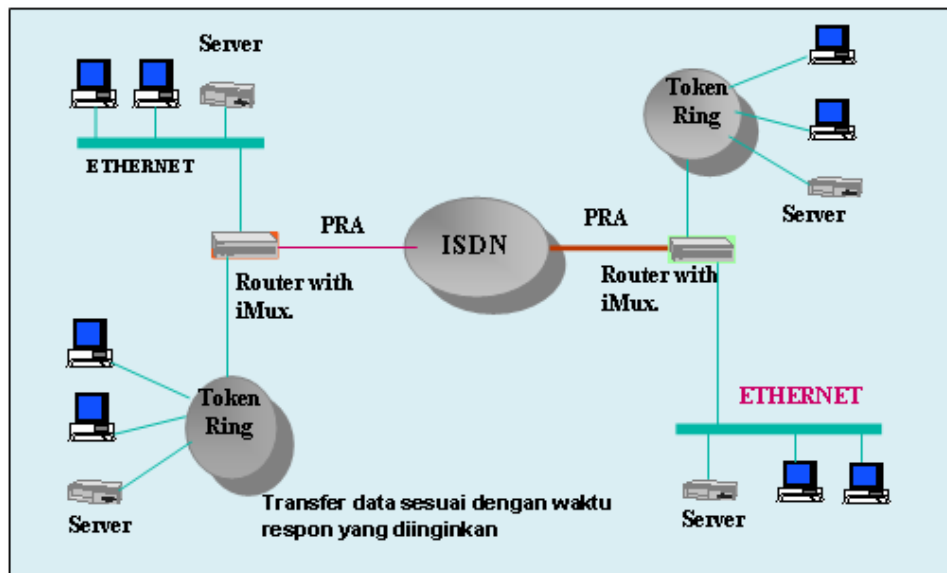 Server
ETHERNET
Token
Ring
Server
PRA
ISDN
PRA
Router with
iMux.
Router with
iMux.
Token
Ring
Server
ETHERNET
Server
Transfer data sesuai dengan waktu
respon yang diinginkan